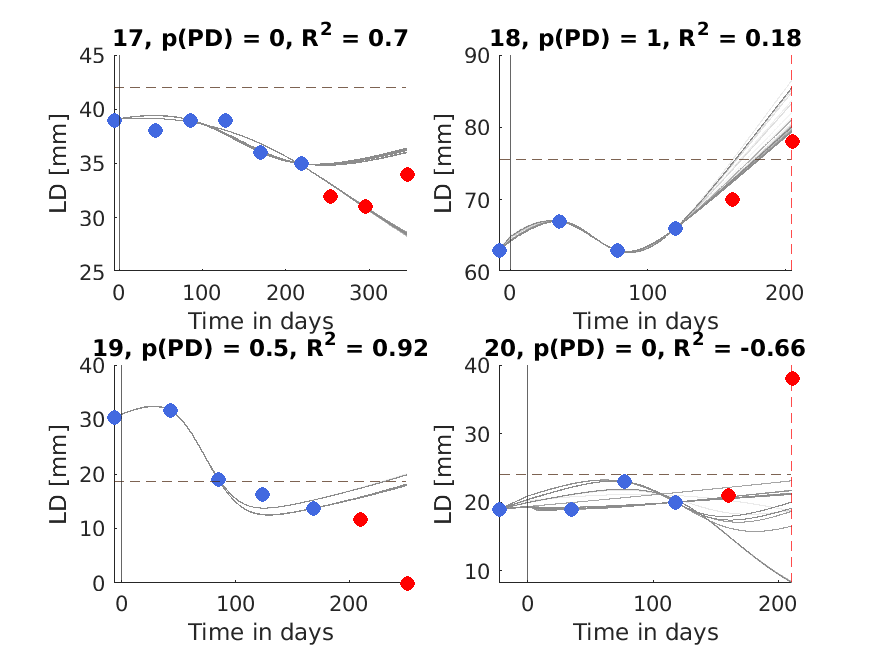 17, p(PD) = 0, R² = 0.7
45
40
35
30
25
LD [mm]
0 100 200 300
Time in days
18, p(PD) = 1, R² = 0.18
90
80
70
60
LD [mm]
0 100 200
Time in days
19, p(PD) = 0.5, R² = 0.92
40
30
20
10
0
LD [mm]
0 100 200
Time in days
20, p(PD) = 0, R² = -0.66
40
30
20
10
LD [mm]
0 100 200
Time in days